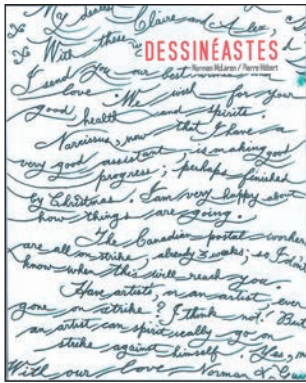 My dearest Claire and Alex,
With these
DESSINÉASTES
Norman McLaren / Pierre Hébert
I send you our best
love. We wish for your
good health and spirits.
Narcissus, now that I have a
very good assistant is making good
progress; perhaps finished
by Christmas. I am very happy about
how things are going.
The Canadian postal workers
are all on strike, already 3 weeks; so I
know when this will reach you.
Have artists, or an artist, ever
gone on strike? I think not! But
an artist can spiritually go on
strike against himself. Yes,
With our love Norman &